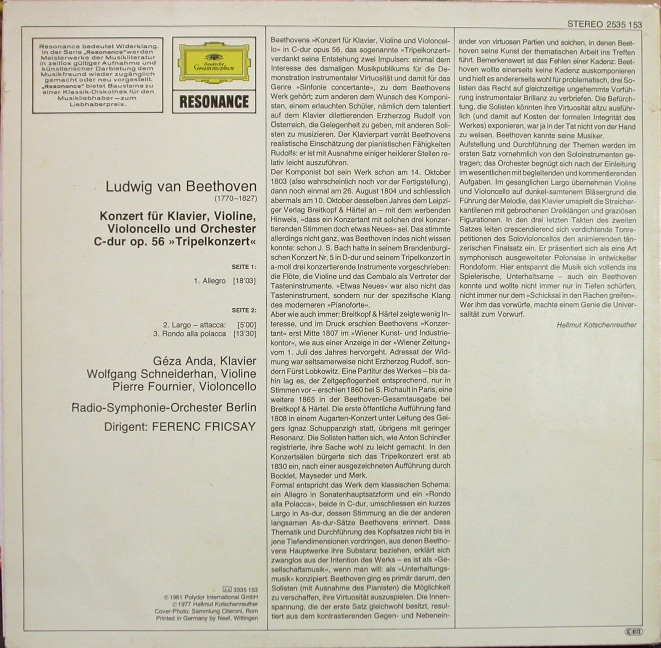 STEREO 2535 153
Resonance bedeutet Widerklang.
In der Serie „Resonance" werden
Meisterwerke der Musikliteratur
in zeitlos gültiger Aufnahme und
künstlerischer Darbietung dem
Musikfreund wieder zugänglich
gemacht oder neu vorgestellt.
„Resonance" bietet Bausteine zu
einer Klassik-Diskothek für den
Musikliebhaber – zum
Liebhaberpreis.
Deutsche
Grammophon
RESONANCE
Ludwig van Beethoven
(1770–1827)
Konzert für Klavier, Violine,
Violoncello und Orchester
C-dur op. 56 »Tripelkonzert«
SEITE 1:
1. Allegro [18'03]
SEITE 2:
2. Largo – attacca: [5'00]
3. Rondo alla polacca [13'30]
Géza Anda, Klavier
Wolfgang Schneiderhan, Violine
Pierre Fournier, Violoncello
Radio-Symphonie-Orchester Berlin
Dirigent: FERENC FRICSAY
3335 153
℗ 1961 Polydor International GmbH
© 1977 Hellmut Kotschenreuther
Cover-Photo: Sammlung Citeroni, Rom
Printed in Germany by Neef, Wittingen
Beethovens »Konzert für Klavier, Violine und Violoncel-
lo« in C-dur opus 56, das sogenannte »Tripelkonzert«
verdankt seine Entstehung zwei Impulsen: einmal dem
Interesse des damaligen Musikpublikums für die De-
monstration instrumentaler Virtuosität und damit für das
Genre »Sinfonie concertante«, zu dem Beethovens
Werk gehört; zum anderen dem Wunsch des Komponi-
sten, einem erlauchten Schüler, nämlich dem talentiert
auf dem Klavier dilettierenden Erzherzog Rudolf von
Österreich, die Gelegenheit zu geben, mit anderen Soli-
sten zu musizieren. Der Klavierpart verrät Beethovens
realistische Einschätzung der pianistischen Fähigkeiten
Rudolfs: er ist mit Ausnahme einiger heiklerer Stellen re-
lativ leicht auszuführen.
Der Komponist bot sein Werk schon am 14. Oktober
1803 (also wahrscheinlich noch vor der Fertigstellung),
dann noch einmal am 26. August 1804 und schliesslich
abermals am 10. Oktober desselben Jahres dem Leipzi-
ger Verlag Breitkopf & Härtel an – mit dem werbenden
Hinweis, »dass ein Konzertant mit solchen drei konzer-
tierenden Stimmen doch etwas Neues« sei. Das stimmte
allerdings nicht ganz, was Beethoven indes nicht wissen
konnte: schon J. S. Bach hatte in seinem Brandenburgi-
schen Konzert Nr. 5 in D-dur und seinem Tripelkonzert in
a-moll drei konzertierende Instrumente vorgeschrieben:
die Flöte, die Violine und das Cembalo als Vertreter der
Tasteninstrumente. »Etwas Neues« war also nicht das
Tasteninstrument, sondern nur der spezifische Klang
des moderneren »Pianoforte«.
Aber wie auch immer: Breitkopf & Härtel zeigte wenig In-
teresse, und im Druck erschien Beethovens »Konzer-
tant« erst Mitte 1807 im »Wiener Kunst- und Industrie-
kontor«, wie aus einer Anzeige in der »Wiener Zeitung«
vom 1. Juli des Jahres hervorgeht. Adressat der Wid-
mung war seltsamerweise nicht Erzherzog Rudolf, son-
dern Fürst Lobkowitz. Eine Partitur des Werkes – bis da-
hin lag es, der Zeitgepflogenheit entsprechend, nur in
Stimmen vor – erschien 1860 bei S. Richault in Paris, eine
weitere 1865 in der Beethoven-Gesamtausgabe bei
Breitkopf & Härtel. Die erste öffentliche Aufführung fand
1808 in einem Augarten-Konzert unter Leitung des Gei-
gers Ignaz Schuppanzigh statt, übrigens mit geringer
Resonanz. Die Solisten hatten sich, wie Anton Schindler
registrierte, ihre Sache wohl zu leicht gemacht. In den
Konzertsälen bürgerte sich das Tripelkonzert erst ab
1830 ein, nach einer ausgezeichneten Aufführung durch
Bocklet, Mayseder und Merk.
Formal entspricht das Werk dem klassischen Schema:
ein Allegro in Sonatenhauptsatzform und ein »Rondo
alla Polacca«, beide in C-dur, umschliessen ein kurzes
Largo in As-dur, dessen Stimmung an die der anderen
langsamen As-dur-Sätze Beethovens erinnert. Dass
Thematik und Durchführung des Kopfsatzes nicht bis in
jene Tiefendimensionen vordringen, aus denen Beetho-
vens Hauptwerke ihre Substanz beziehen, erklärt sich
zwanglos aus der Intention des Werks – es ist als »Ge-
sellschaftsmusik«, wenn man will: als »Unterhaltungs-
musik« konzipiert. Beethoven ging es primär darum, den
Solisten (mit Ausnahme des Pianisten) die Möglichkeit
zu verschaffen, ihre Virtuosität auszuspielen. Die Innen-
spannung, die der erste Satz gleichwohl besitzt, resul-
tiert aus dem kontrastierenden Gegen- und Nebenein-
ander von virtuosen Partien und solchen, in denen Beet-
hoven seine Kunst der thematischen Arbeit ins Treffen
führt. Bemerkenswert ist das Fehlen einer Kadenz: Beet-
hoven wollte einerseits keine Kadenz auskomponieren
und hielt es andererseits wohl für problematisch, den So-
listen das Recht auf gleichzeitige ungehemmte Vorfüh-
rung instrumentaler Brillanz zu verbriefen. Die Befürch-
tung, die Solisten könnten ihre Virtuosität allzu ausführ-
lich (und damit auf Kosten der formalen Integrität des
Werkes) exponieren, war ja in der Tat nicht von der Hand
zu weisen. Beethoven kannte seine Musiker.
Aufstellung und Durchführung der Themen werden im
ersten Satz vornehmlich von den Soloinstrumenten ge-
tragen; das Orchester begnügt sich nach der Einleitung
im wesentlichen mit begleitenden und kommentierenden
Aufgaben. Im gesanglichen Largo übernehmen Violine
und Violoncello auf dunkel-samtenem Bläsergrund die
Führung der Melodie, das Klavier umspielt die Streicher-
kantilenen mit gebrochenen Dreiklängen und graziösen
Figurationen. In den drei letzten Takten des zweiten
Satzes leiten crescendierend sich verdichtende Tonre-
petitionen des Solovioloncellos den animierenden tän-
zerischen Finalsatz ein. Er präsentiert sich als eine Art
symphonisch ausgeweiteter Polonaise in entwickelter
Rondoform. Hier entspannt die Musik sich vollends ins
Spielerische, Unterhaltsame – auch ein Beethoven
konnte und wollte nicht immer nur in Tiefen schürfen,
nicht immer nur dem »Schicksal in den Rachen greifen«.
Wer ihm das vorwürfe, machte einem Genie die Univer-
salität zum Vorwurf.
Hellmut Kotschenreuther